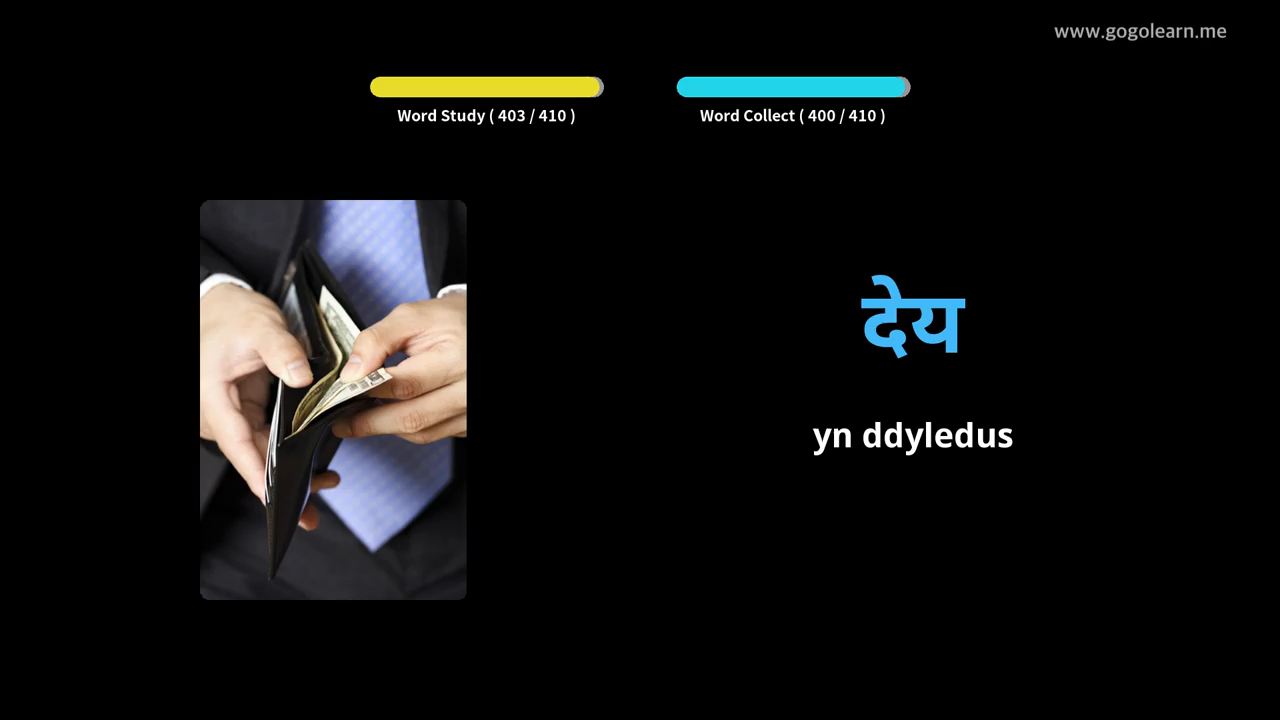 www.gogolearn.me
Word Study ( 403 / 410 )
Word Collect ( 400 / 410 )
देय
yn ddyledus